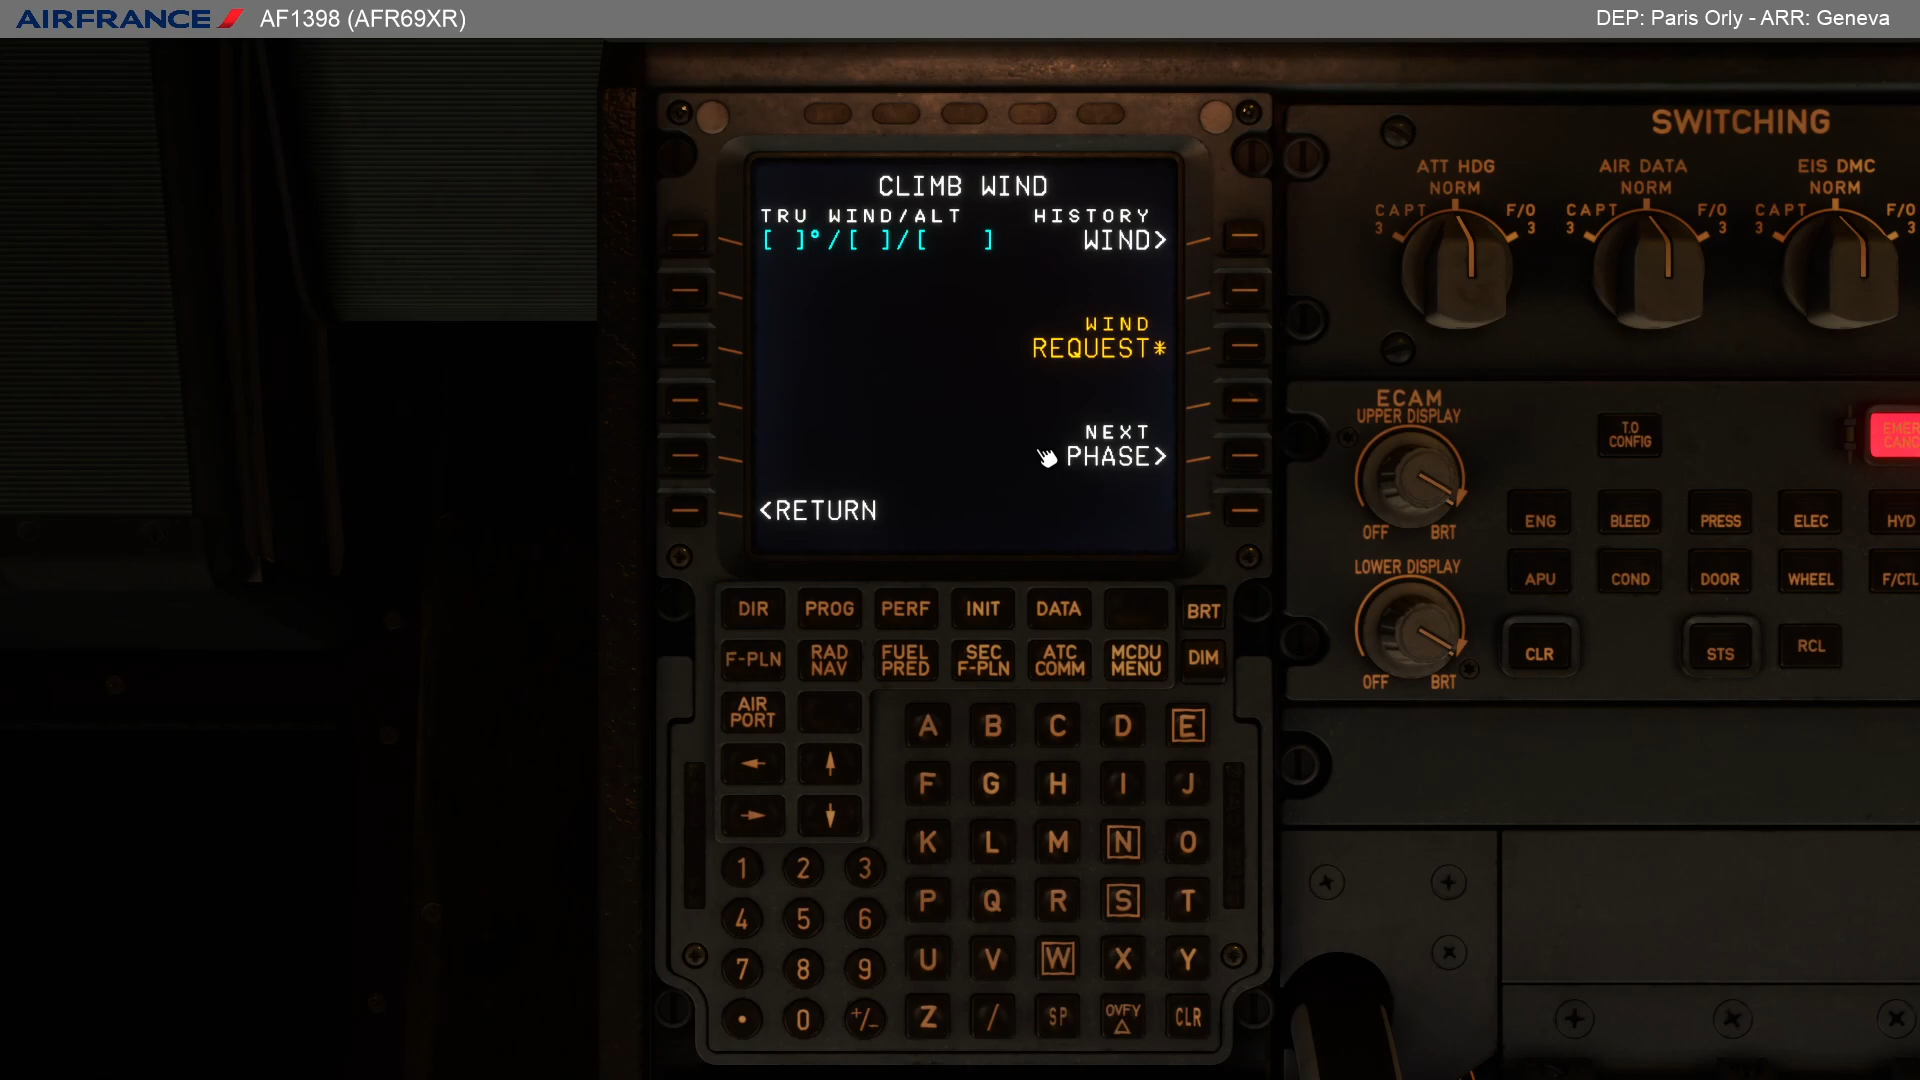 AIRFRANCE AF1398 (AFR69XR)
DEP: Paris Orly - ARR: Geneva
CLIMB WIND
TRU WIND/ALT HISTORY
[ ]°/[ ]/[ ] WIND>
WIND
REQUEST*
NEXT
PHASE>
<RETURN
DIR PROG PERF INIT DATA BRT
F-PLN RAD NAV FUEL PRED SEC F-PLN ATC COMM MCDU MENU DIM
AIR PORT
A B C D E
F G H I J
K L M N O
1 2 3
P Q R S T
4 5 6
U V W X Y
7 8 9
Z / SP OVFY Δ CLR
. 0 +/-
SWITCHING
ATT HDG AIR DATA EIS DMC
NORM NORM NORM
CAPT F/O CAPT F/O CAPT F/O
3 3 3 3 3 3
ECAM
UPPER DISPLAY
OFF BRT
LOWER DISPLAY
OFF BRT
T.O
CONFIG
EMER
CANC
ENG BLEED PRESS ELEC HYD
APU COND DOOR WHEEL F/CTL
CLR STS RCL